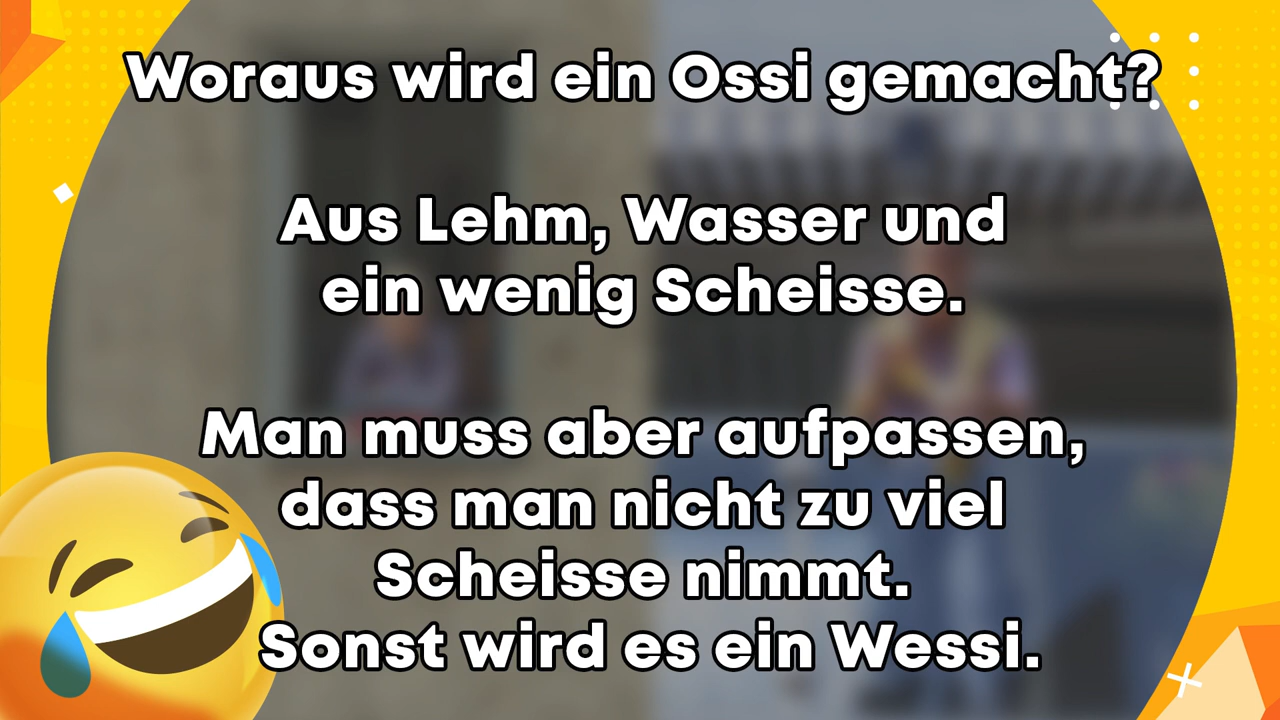 Woraus wird ein Ossi gemacht?
Aus Lehm, Wasser und
ein wenig Scheisse.
Man muss aber aufpassen,
dass man nicht zu viel
Scheisse nimmt.
Sonst wird es ein Wessi.